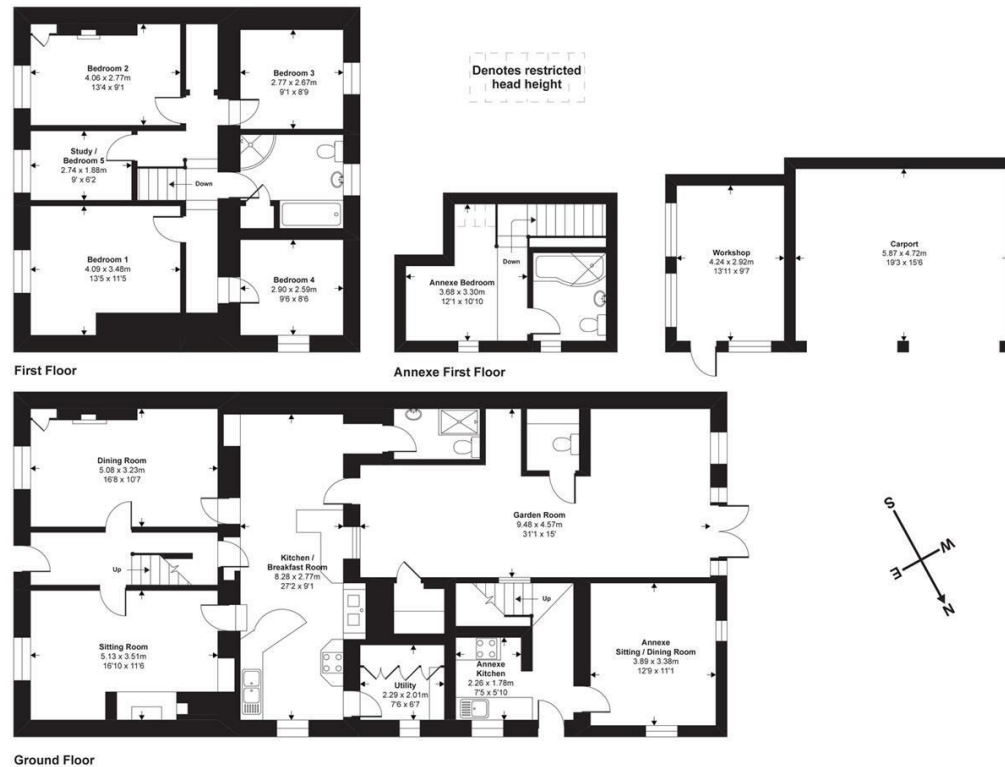 Bedroom 2
4.06 x 2.77m
13'4 x 9'1
Bedroom 3
2.77 x 2.67m
9'1 x 8'9
Denotes restricted
head height
Study /
Bedroom 5
2.74 x 1.88m
9' x 6'2
Down
Bedroom 1
4.09 x 3.48m
13'5 x 11'5
Bedroom 4
2.90 x 2.59m
9'6 x 8'6
First Floor
Down
Annexe Bedroom
3.68 x 3.30m
12'1 x 10'10
Annexe First Floor
Workshop
4.24 x 2.92m
13'11 x 9'7
Carport
5.87 x 4.72m
19'3 x 15'6
Dining Room
5.08 x 3.23m
16'8 x 10'7
Up
Sitting Room
5.13 x 3.51m
16'10 x 11'6
Kitchen /
Breakfast Room
8.28 x 2.77m
27'2 x 9'1
Garden Room
9.48 x 4.57m
31'1 x 15'
Up
Utility
2.29 x 2.01m
7'6 x 6'7
Annexe
Kitchen
2.26 x 1.78m
7'5 x 5'10
Annexe
Sitting / Dining Room
3.89 x 3.38m
12'9 x 11'1
Ground Floor
S
W
E
N